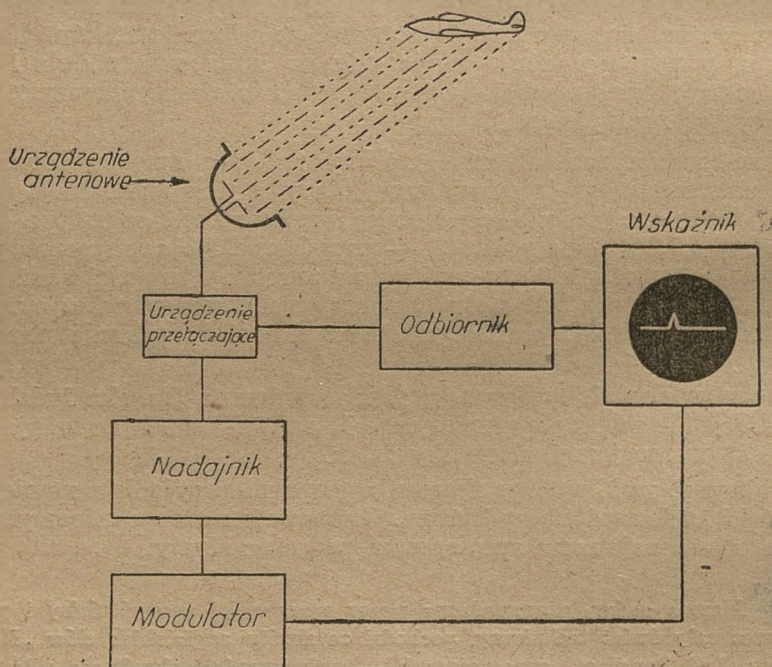 Urządzenie
antenowe
Wskaźnik
Urządzenie
przełączające
Odbiornik
Nadajnik
Modulator